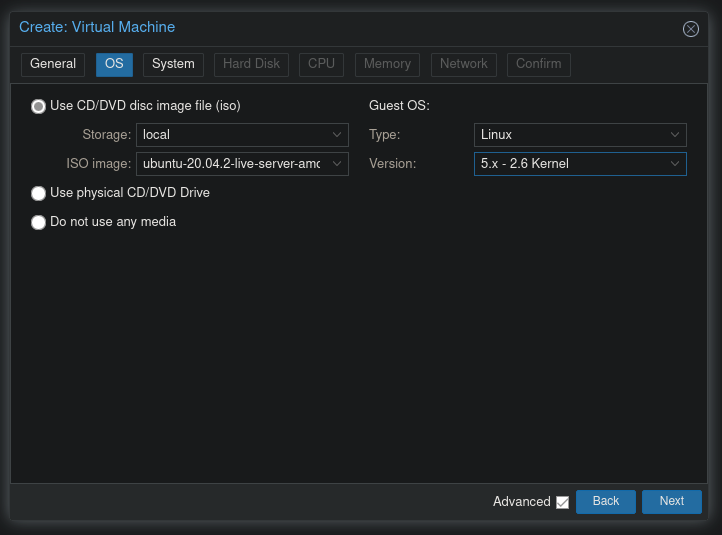 Create: Virtual Machine
General OS System Hard Disk CPU Memory Network Confirm
Use CD/DVD disc image file (iso) Guest OS:
Storage: local Type: Linux
ISO image: ubuntu-20.04.2-live-server-amd Version: 5.x - 2.6 Kernel
Use physical CD/DVD Drive
Do not use any media
Advanced Back Next